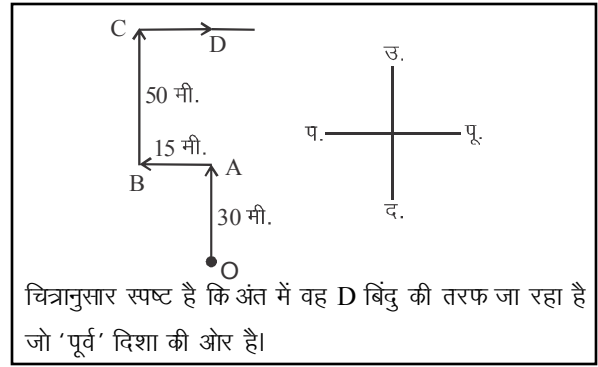 C
D
उ.
50 मी.
प.
पू.
15 मी.
B
A
द.
30 मी.
O
चित्रानुसार स्पष्ट है कि अंत में वह D बिंदु की तरफ जा रहा है
जो 'पूर्व' दिशा की ओर है।